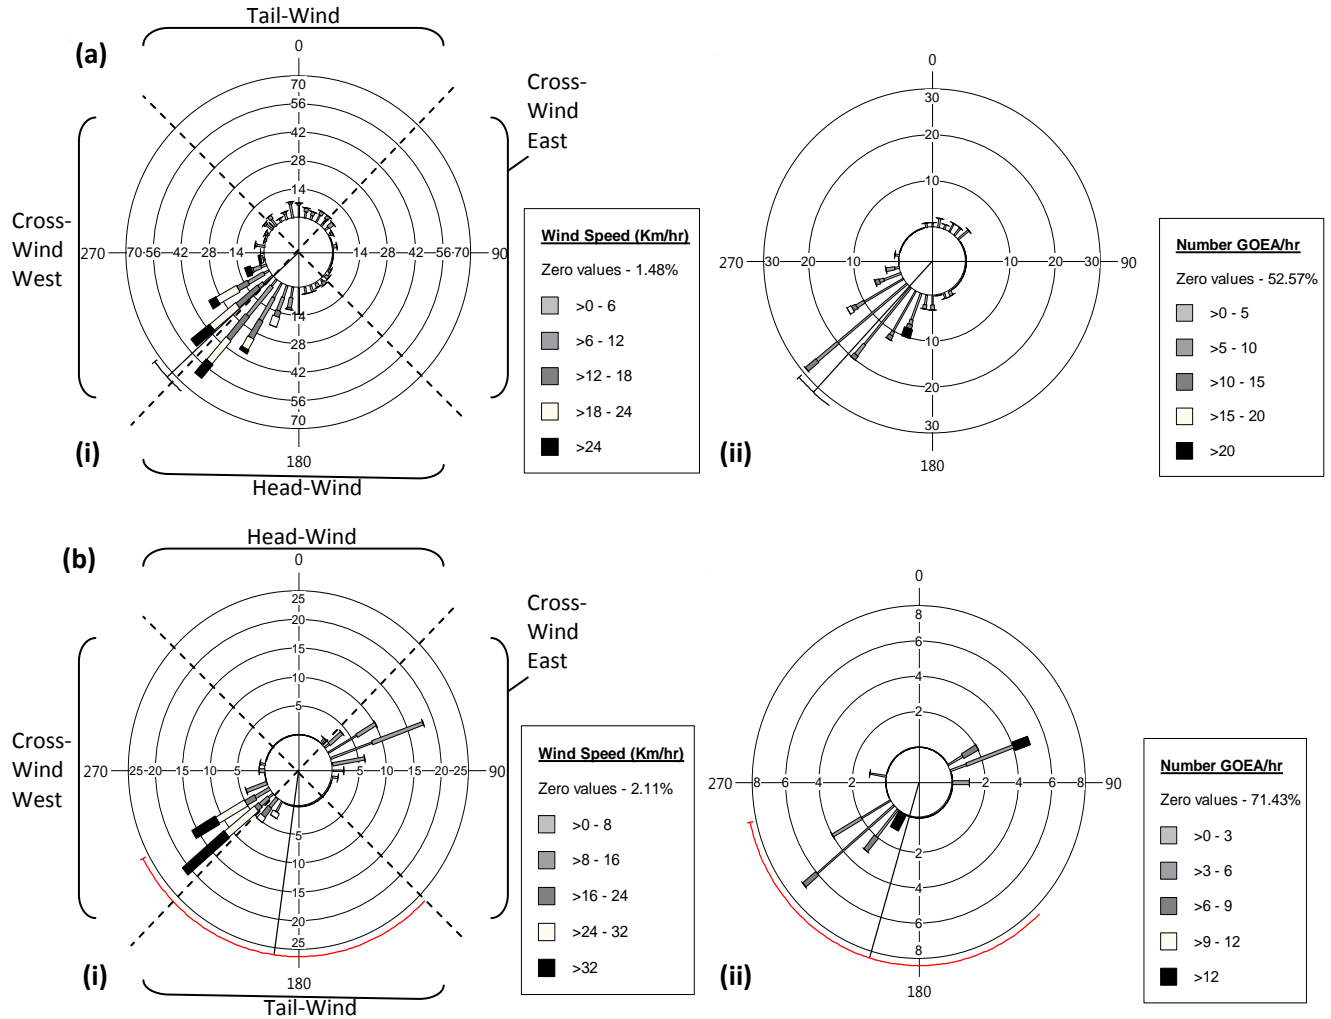 Tail-Wind
(a)
0
70
56
42
28
14
Cross-
Wind
East
Cross-
Wind
West
270
70
56
42
28
14
14
28
42
56
70
90
14
28
42
56
70
180
(i)
Head-Wind
Wind Speed (Km/hr)
Zero values - 1.48%
>0 - 6
>6 - 12
>12 - 18
>18 - 24
>24
0
30
20
10
270
30
20
10
10
20
30
90
10
20
30
180
(ii)
Number GOEA/hr
Zero values - 52.57%
>0 - 5
>5 - 10
>10 - 15
>15 - 20
>20
Head-Wind
(b)
0
25
20
15
10
5
Cross-
Wind
East
Cross-
Wind
West
270
25
20
15
10
5
5
10
15
20
25
90
5
10
15
20
25
180
(i)
Tail-Wind
Wind Speed (Km/hr)
Zero values - 2.11%
>0 - 8
>8 - 16
>16 - 24
>24 - 32
>32
0
8
6
4
2
270
8
6
4
2
2
4
6
8
90
2
4
6
8
180
(ii)
Number GOEA/hr
Zero values - 71.43%
>0 - 3
>3 - 6
>6 - 9
>9 - 12
>12